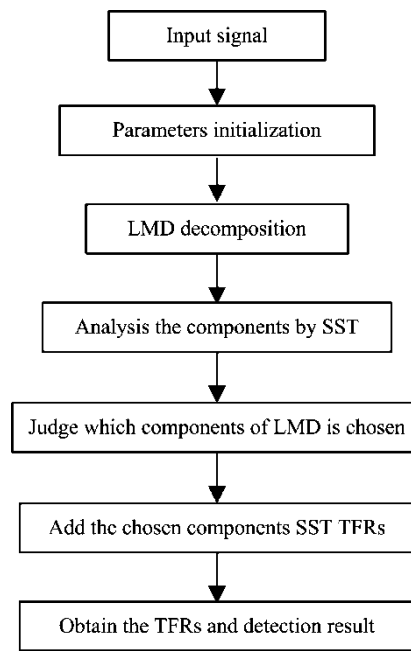 Input signal
Parameters initialization
LMD decomposition
Analysis the components by SST
Judge which components of LMD is chosen
Add the chosen components SST TFRs
Obtain the TFRs and detection result